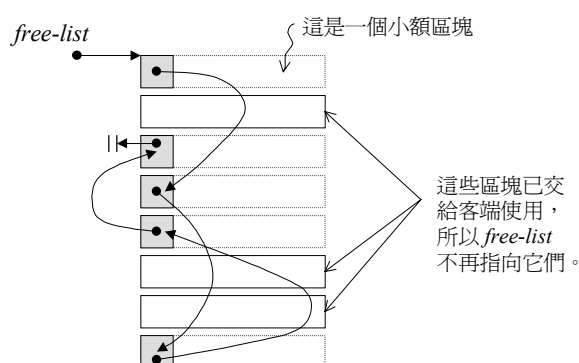 free-list
這是一個小額區塊
這些區塊已交
給客端使用，
所以 free-list
不再指向它們。